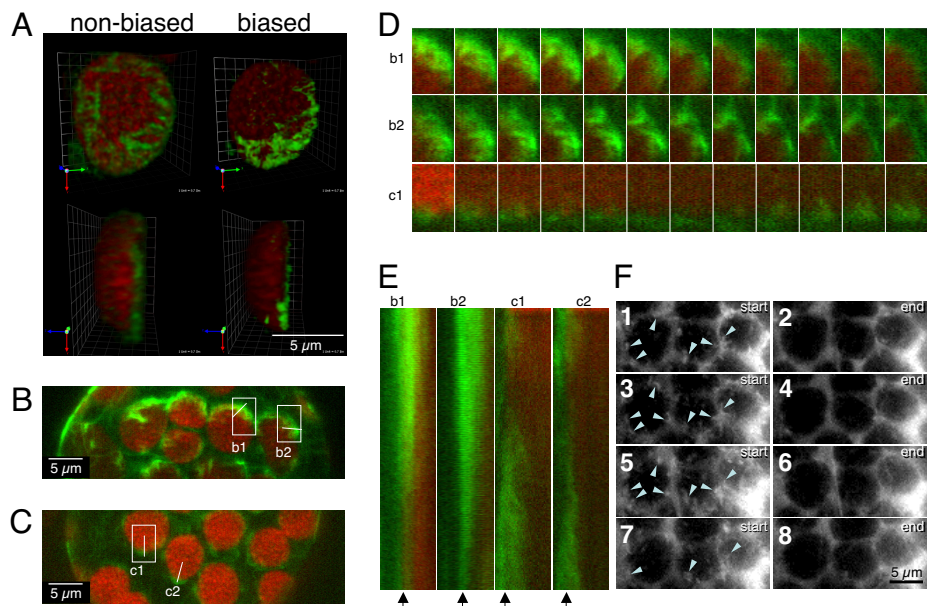 A non-biased biased
5 µm
B
b1 b2
5 µm
C
c1 c2
5 µm
D
b1
b2
c1
E
b1 b2 c1 c2
F
1 start 2 end
3 start 4 end
5 start 6 end
7 start 8 end
5 µm